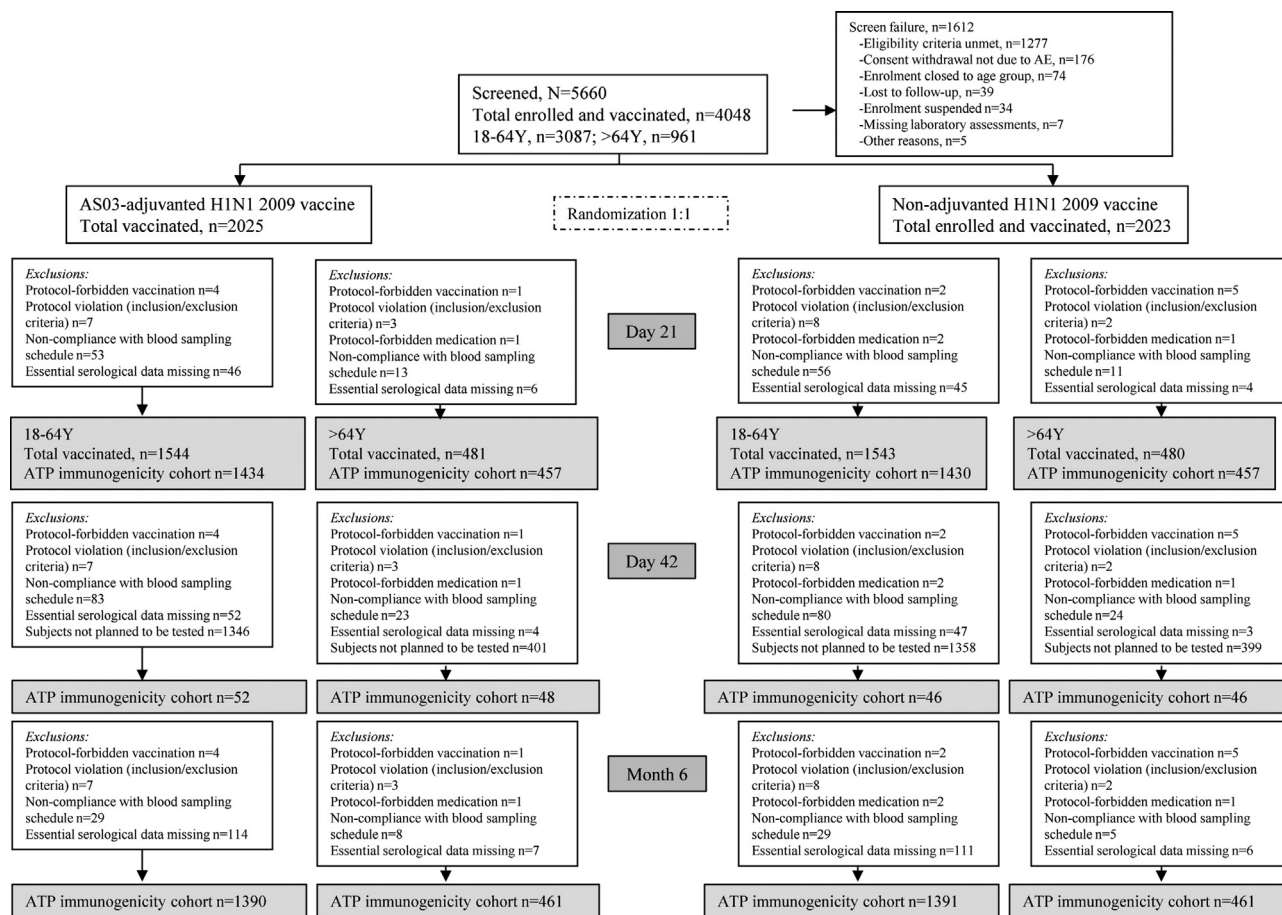 Screen failure, n=1612
-Eligibility criteria unmet, n=1277
-Consent withdrawal not due to AE, n=176
-Enrolment closed to age group, n=74
-Lost to follow-up, n=39
-Enrolment suspended n=34
-Missing laboratory assessments, n=7
-Other reasons, n=5
Screened, N=5660
Total enrolled and vaccinated, n=4048
18-64Y, n=3087; >64Y, n=961
AS03-adjuvanted H1N1 2009 vaccine
Total vaccinated, n=2025
Randomization 1:1
Non-adjuvanted H1N1 2009 vaccine
Total enrolled and vaccinated, n=2023
Exclusions:
Protocol-forbidden vaccination n=4
Protocol violation (inclusion/exclusion
criteria) n=7
Non-compliance with blood sampling
schedule n=53
Essential serological data missing n=46
Exclusions:
Protocol-forbidden vaccination n=1
Protocol violation (inclusion/exclusion
criteria) n=3
Protocol-forbidden medication n=1
Non-compliance with blood sampling
schedule n=13
Essential serological data missing n=6
Day 21
Exclusions:
Protocol-forbidden vaccination n=2
Protocol violation (inclusion/exclusion
criteria) n=8
Protocol-forbidden medication n=2
Non-compliance with blood sampling
schedule n=56
Essential serological data missing n=45
Exclusions:
Protocol-forbidden vaccination n=5
Protocol violation (inclusion/exclusion
criteria) n=2
Protocol-forbidden medication n=1
Non-compliance with blood sampling
schedule n=11
Essential serological data missing n=4
18-64Y
Total vaccinated, n=1544
ATP immunogenicity cohort n=1434
>64Y
Total vaccinated, n=481
ATP immunogenicity cohort n=457
18-64Y
Total vaccinated, n=1543
ATP immunogenicity cohort n=1430
>64Y
Total vaccinated, n=480
ATP immunogenicity cohort n=457
Exclusions:
Protocol-forbidden vaccination n=4
Protocol violation (inclusion/exclusion
criteria) n=7
Non-compliance with blood sampling
schedule n=83
Essential serological data missing n=52
Subjects not planned to be tested n=1346
Exclusions:
Protocol-forbidden vaccination n=1
Protocol violation (inclusion/exclusion
criteria) n=3
Protocol-forbidden medication n=1
Non-compliance with blood sampling
schedule n=23
Essential serological data missing n=4
Subjects not planned to be tested n=401
Day 42
Exclusions:
Protocol-forbidden vaccination n=2
Protocol violation (inclusion/exclusion
criteria) n=8
Protocol-forbidden medication n=2
Non-compliance with blood sampling
schedule n=80
Essential serological data missing n=47
Subjects not planned to be tested n=1358
Exclusions:
Protocol-forbidden vaccination n=5
Protocol violation (inclusion/exclusion
criteria) n=2
Protocol-forbidden medication n=1
Non-compliance with blood sampling
schedule n=24
Essential serological data missing n=3
Subjects not planned to be tested n=399
ATP immunogenicity cohort n=52
ATP immunogenicity cohort n=48
ATP immunogenicity cohort n=46
ATP immunogenicity cohort n=46
Exclusions:
Protocol-forbidden vaccination n=4
Protocol violation (inclusion/exclusion
criteria) n=7
Non-compliance with blood sampling
schedule n=29
Essential serological data missing n=114
Exclusions:
Protocol-forbidden vaccination n=1
Protocol violation (inclusion/exclusion
criteria) n=3
Protocol-forbidden medication n=1
Non-compliance with blood sampling
schedule n=8
Essential serological data missing n=7
Month 6
Exclusions:
Protocol-forbidden vaccination n=2
Protocol violation (inclusion/exclusion
criteria) n=8
Protocol-forbidden medication n=2
Non-compliance with blood sampling
schedule n=29
Essential serological data missing n=111
Exclusions:
Protocol-forbidden vaccination n=5
Protocol violation (inclusion/exclusion
criteria) n=2
Protocol-forbidden medication n=1
Non-compliance with blood sampling
schedule n=5
Essential serological data missing n=6
ATP immunogenicity cohort n=1390
ATP immunogenicity cohort n=461
ATP immunogenicity cohort n=1391
ATP immunogenicity cohort n=461